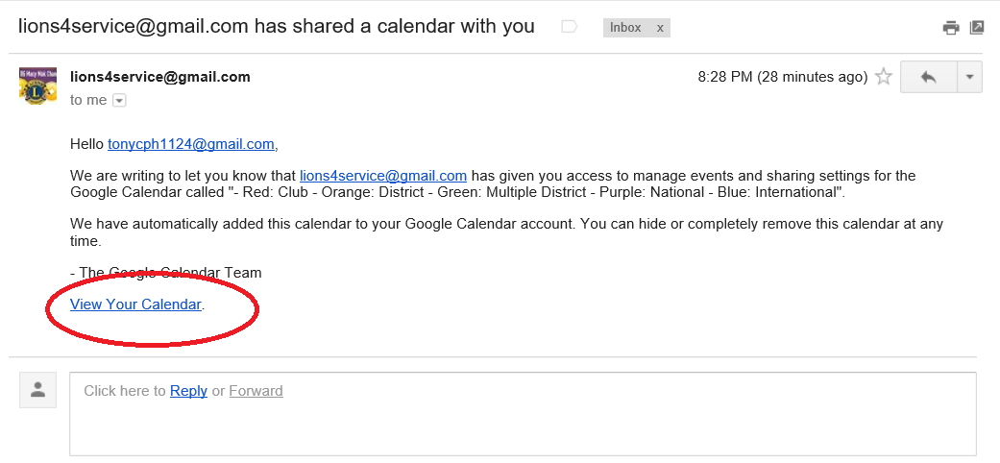 lions4service@gmail.com has shared a calendar with you Inbox x
lions4service@gmail.com 8:28 PM (28 minutes ago)
to me
Hello tonycph1124@gmail.com,
We are writing to let you know that lions4service@gmail.com has given you access to manage events and sharing settings for the
Google Calendar called "- Red: Club - Orange: District - Green: Multiple District - Purple: National - Blue: International".
We have automatically added this calendar to your Google Calendar account. You can hide or completely remove this calendar at any
time.
- The Google Calendar Team
View Your Calendar.
Click here to Reply or Forward